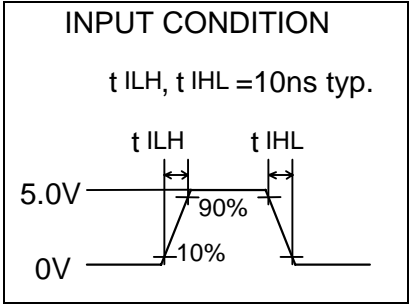 INPUT CONDITION
t ILH, t IHL =10ns typ.
t ILH t IHL
5.0V
90%
10%
0V